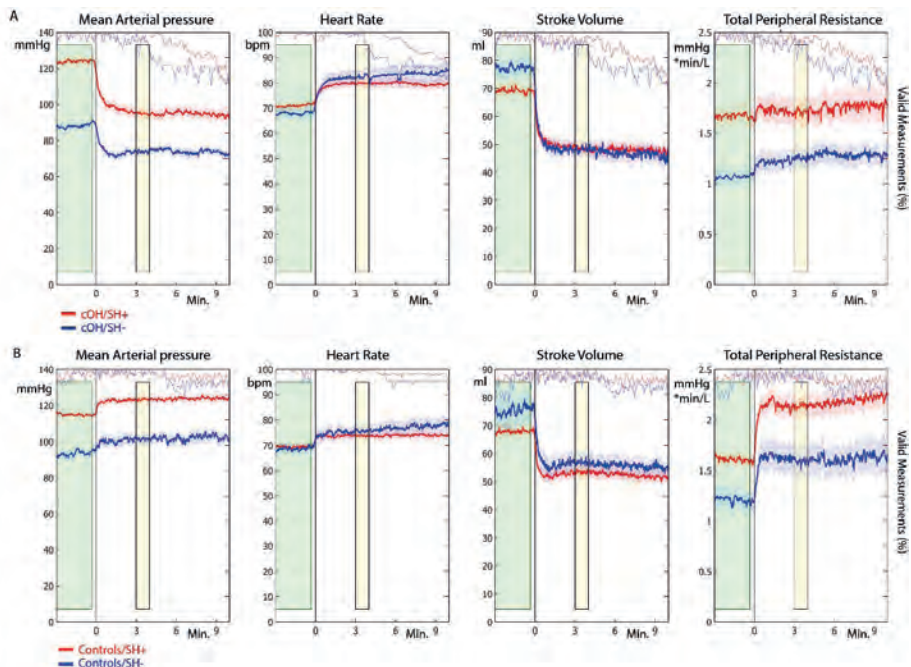 A
Mean Arterial pressure
Heart Rate
Stroke Volume
Total Peripheral Resistance
mmHg
140
120
100
80
60
40
20
0
0 3 6 9
Min.
bpm
100
90
80
70
60
50
40
30
20
10
0
0 3 6 9
Min.
ml
90
80
70
60
50
40
30
20
10
0
0 3 6 9
Min.
mmHg
*min/L
2.5
2
1.5
1
0
0 3 6 9
Min.
Valid Measurements (%)
cOH/SH+
cOH/SH-
B
Mean Arterial pressure
Heart Rate
Stroke Volume
Total Peripheral Resistance
mmHg
140
120
100
80
60
40
20
0
0 3 6 9
Min.
bpm
100
90
80
70
60
50
40
30
20
10
0
0 3 6 9
Min.
ml
90
80
70
60
50
40
30
20
10
0
0 3 6 9
Min.
mmHg
*min/L
2.5
2
1.5
1
0.5
0
0 3 6 9
Min.
Valid Measurements (%)
Controls/SH+
Controls/SH-